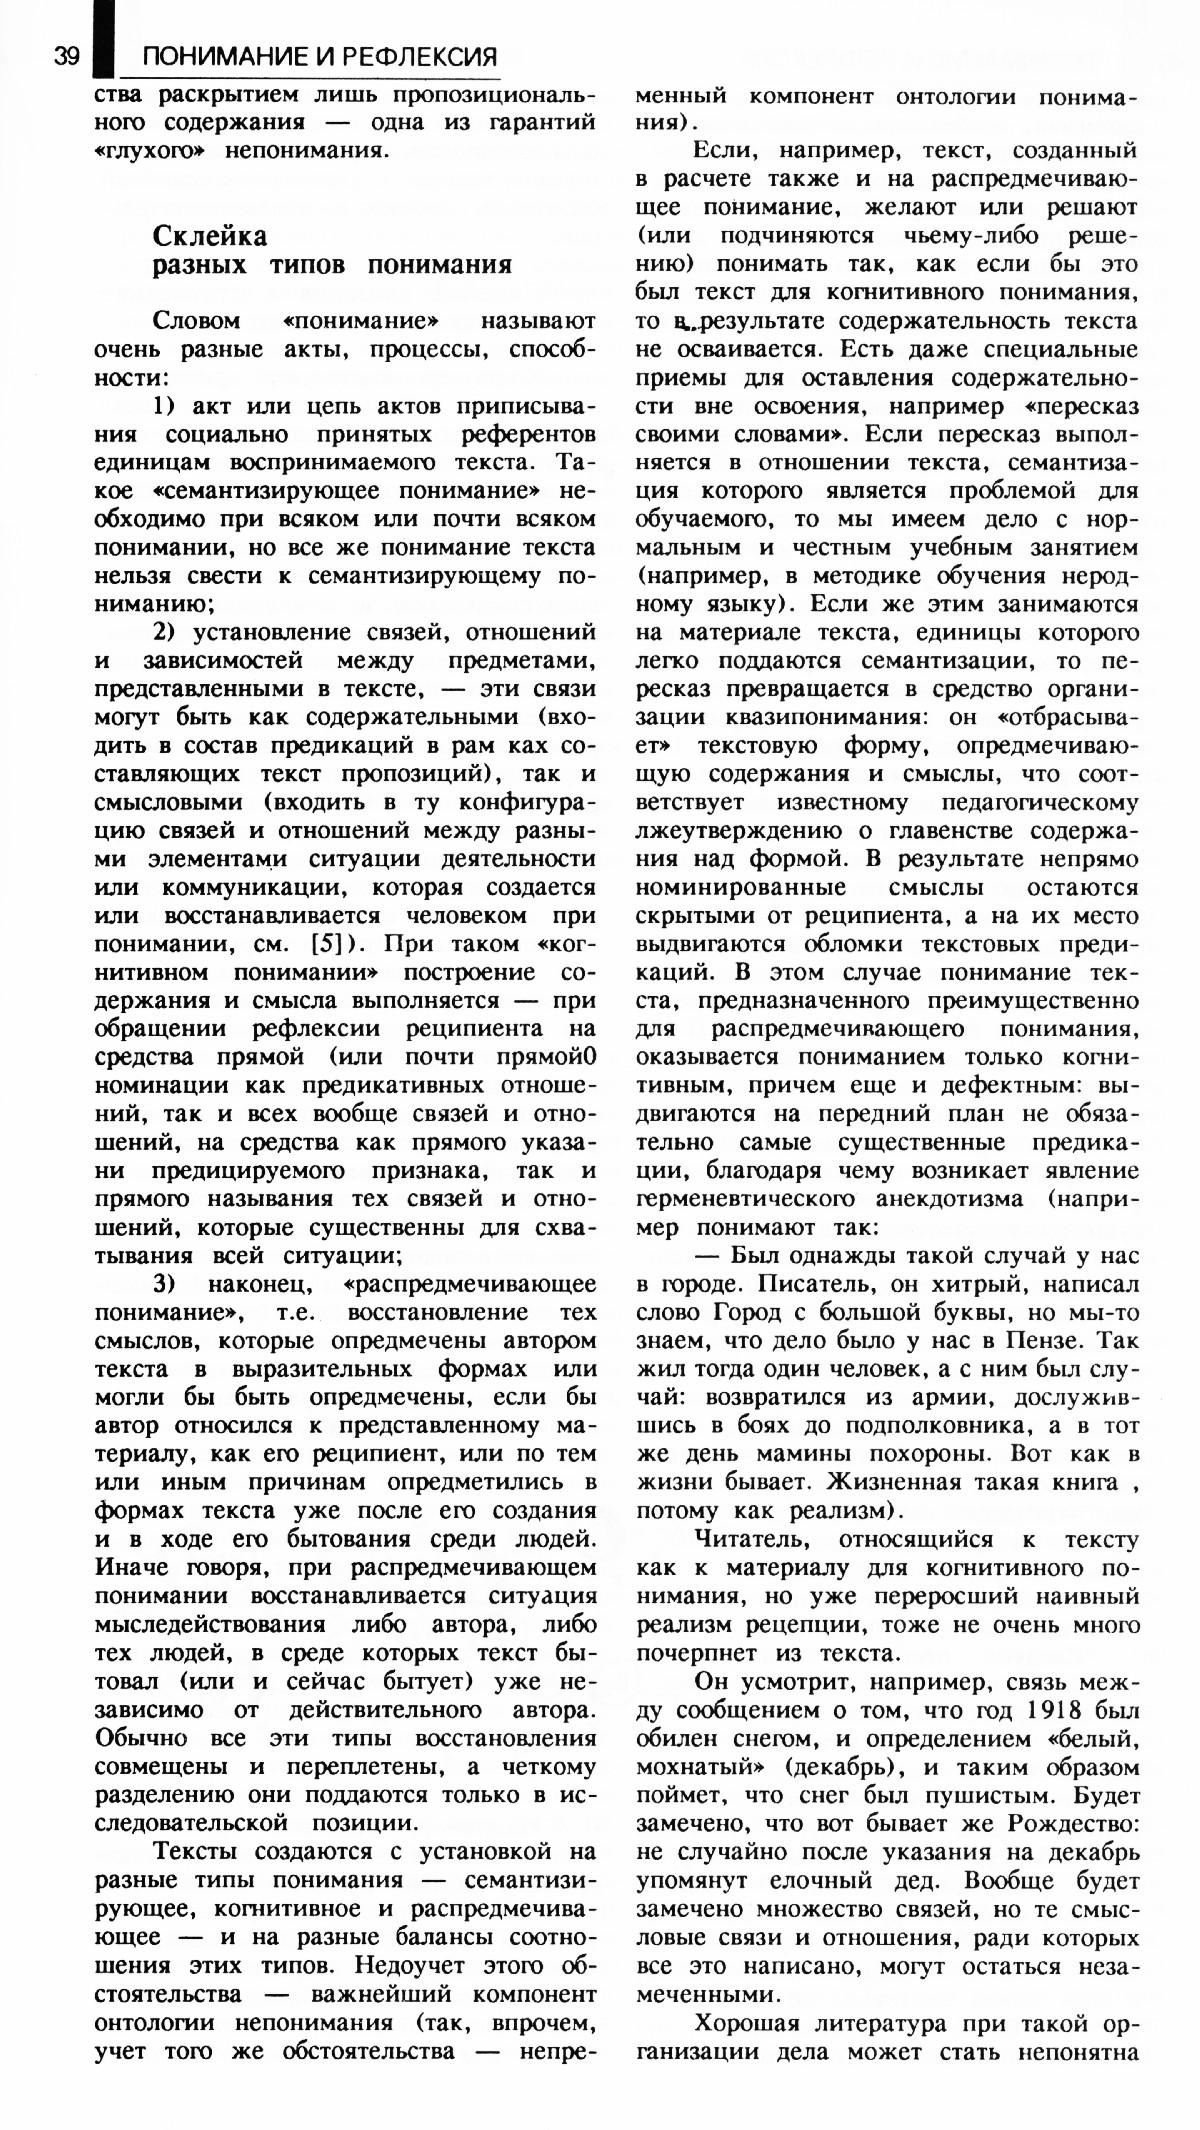 39
ПОНИМАНИЕ И РЕФЛЕКСИЯ
ства раскрытием лишь пропозициональ-
ного содержания — одна из гарантий
«глухого» непонимания.
Склейка
разных типов понимания
Словом «понимание» называют
очень разные акты, процессы, способ-
ности:
1) акт или цепь актов приписыва-
ния социально принятых референтов
единицам воспринимаемого текста. Та-
кое «семантизирующее понимание» не-
обходимо при всяком или почти всяком
понимании, но все же понимание текста
нельзя свести к семантизирующему по-
ниманию;
2) установление связей, отношений
и зависимостей между предметами,
представленными в тексте, — эти связи
могут быть как содержательными (вхо-
дить в состав предикаций в рам ках со-
ставляющих текст пропозиций), так и
смысловыми (входить в ту конфигура-
цию связей и отношений между разны-
ми элементами ситуации деятельности
или коммуникации, которая создается
или восстанавливается человеком при
понимании, см. [5]). При таком «ког-
нитивном понимании» построение со-
держания и смысла выполняется — при
обращении рефлексии реципиента на
средства прямой (или почти прямой0
номинации как предикативных отноше-
ний, так и всех вообще связей и отно-
шений, на средства как прямого указа-
ни предицируемого признака, так и
прямого называния тех связей и отно-
шений, которые существенны для схва-
тывания всей ситуации;
3) наконец, «распредмечивающее
понимание», т.е. восстановление тех
смыслов, которые опредмечены автором
текста в выразительных формах или
могли бы быть опредмечены, если бы
автор относился к представленному ма-
териалу, как его реципиент, или по тем
или иным причинам опредметились в
формах текста уже после его создания
и в ходе его бытования среди людей.
Иначе говоря, при распредмечивающем
понимании восстанавливается ситуация
мыследействования либо автора, либо
тех людей, в среде которых текст бы-
товал (или и сейчас бытует) уже не-
зависимо от действительного автора.
Обычно все эти типы восстановления
совмещены и переплетены, а четкому
разделению они поддаются только в ис-
следовательской позиции.
Тексты создаются с установкой на
разные типы понимания — семантизи-
рующее, когнитивное и распредмечива-
ющее — и на разные балансы соотно-
шения этих типов. Недоучет этого об-
стоятельства — важнейший компонент
онтологии непонимания (так, впрочем,
учет того же обстоятельства — непре-
менный компонент онтологии понима-
ния).
Если, например, текст, созданный
в расчете также и на распредмечиваю-
щее понимание, желают или решают
(или подчиняются чьему-либо реше-
нию) понимать так, как если бы это
был текст для когнитивного понимания,
то в результате содержательность текста
не осваивается. Есть даже специальные
приемы для оставления содержательно-
сти вне освоения, например «пересказ
своими словами». Если пересказ выпол-
няется в отношении текста, семантиза-
ция которого является проблемой для
обучаемого, то мы имеем дело с нор-
мальным и честным учебным занятием
(например, в методике обучения нерод-
ному языку). Если же этим занимаются
на материале текста, единицы которого
легко поддаются семантизации, то пе-
ресказ превращается в средство органи-
зации квазипонимания: он «отбрасыва-
ет» текстовую форму, опредмечиваю-
щую содержания и смыслы, что соот-
ветствует известному педагогическому
лжеутверждению о главенстве содержа-
ния над формой. В результате непрямо
номинированные смыслы остаются
скрытыми от реципиента, а на их место
выдвигаются обломки текстовых преди-
каций. В этом случае понимание тек-
ста, предназначенного преимущественно
для распредмечивающего понимания,
оказывается пониманием только когни-
тивным, причем еще и дефектным: вы-
двигаются на передний план не обяза-
тельно самые существенные предика-
ции, благодаря чему возникает явление
герменевтического анекдотизма (напри-
мер понимают так:
— Был однажды такой случай у нас
в городе. Писатель, он хитрый, написал
слово Город с большой буквы, но мы-то
знаем, что дело было у нас в Пензе. Так
жил тогда один человек, а с ним был слу-
чай: возвратился из армии, дослужив-
шись в боях до подполковника, а в тот
же день мамины похороны. Вот как в
жизни бывает. Жизненная такая книга ,
потому как реализм).
Читатель, относящийся к тексту
как к материалу для когнитивного по-
нимания, но уже переросший наивный
реализм рецепции, тоже не очень много
почерпнет из текста.
Он усмотрит, например, связь меж-
ду сообщением о том, что год 1918 был
обилен снегом, и определением «белый,
мохнатый» (декабрь), и таким образом
поймет, что снег был пушистым. Будет
замечено, что вот бывает же Рождество:
не случайно после указания на декабрь
упомянут елочный дед. Вообще будет
замечено множество связей, но те смыс-
ловые связи и отношения, ради которых
все это написано, могут остаться неза-
меченными.
Хорошая литература при такой ор-
ганизации дела может стать непонятна